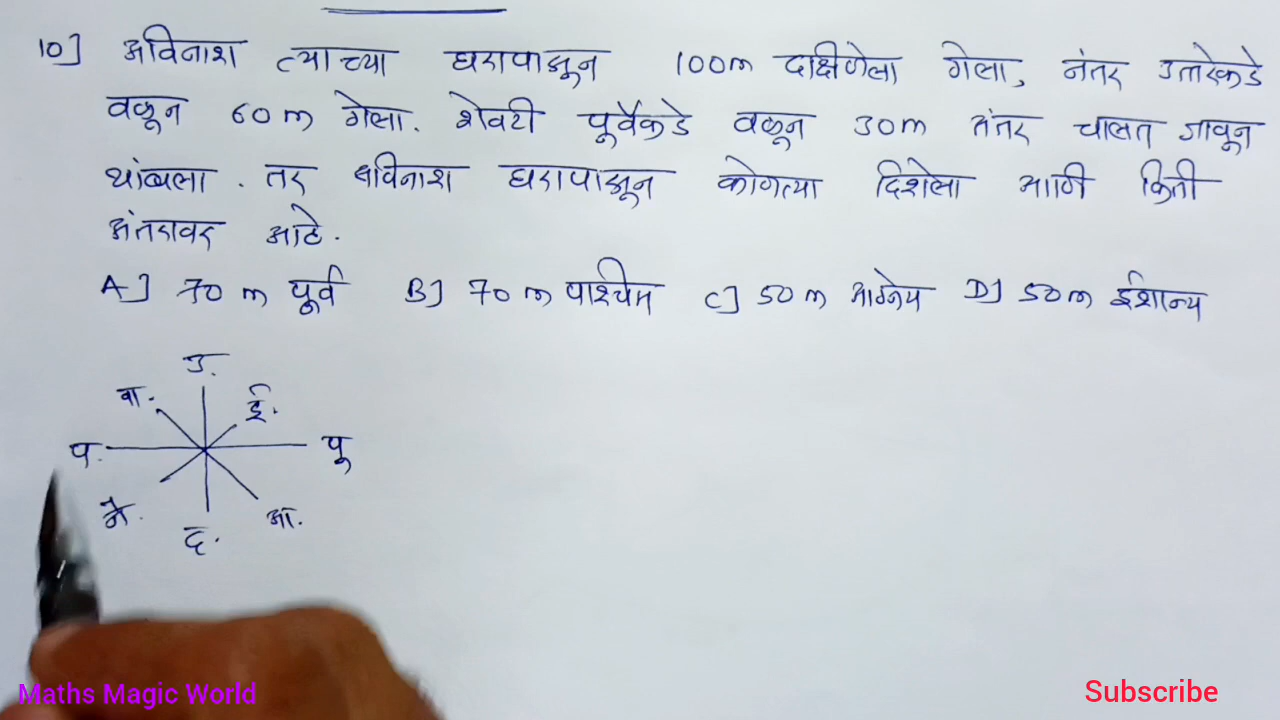 10] अविनाश त्याच्या घरापासून 100m दक्षिणेला गेला, नंतर उत्तरेकडे
वळून 60 m गेला. शेवटी पूर्वेकडे वळून 30m अंतर चालत जावून
थांबला. तर अविनाश घरापासून कोणत्या दिशेला आणि किती
अंतरावर आहे.
A] 70 m पूर्व B] 70 m पश्चिम C] 50 m आग्नेय D] 50 m ईशान्य
उ.
वा. ई.
प. पू
नै. आ.
द.
Maths Magic World Subscribe